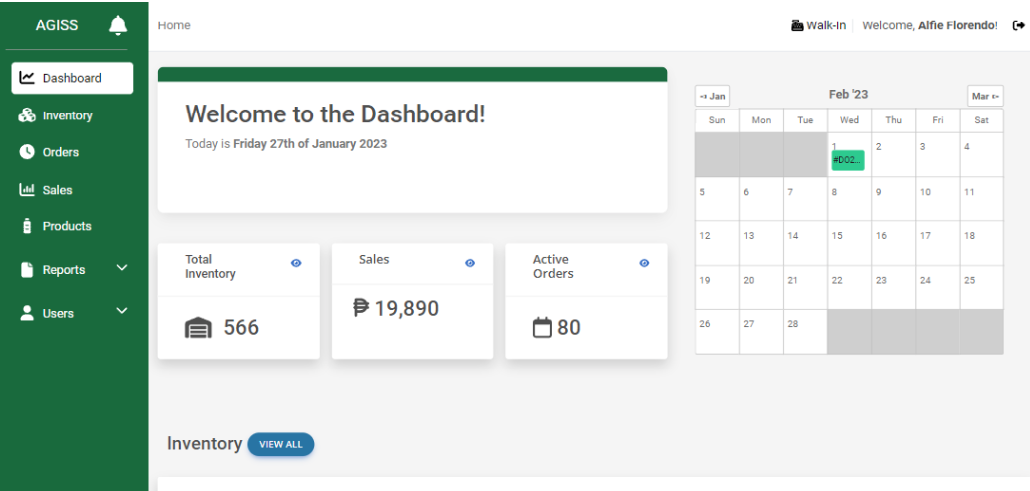 AGISS
Home
Walk-In
Welcome, Alfie Florendo!
Dashboard
Inventory
Orders
Sales
Products
Reports
Users
Welcome to the Dashboard!
Today is Friday 27th of January 2023
Total
Inventory
566
Sales
₱ 19,890
Active
Orders
80
Jan
Feb '23
Mar
Sun Mon Tue Wed Thu Fri Sat
1 2 3 4
#D02...
5 6 7 8 9 10 11
12 13 14 15 16 17 18
19 20 21 22 23 24 25
26 27 28
Inventory
VIEW ALL